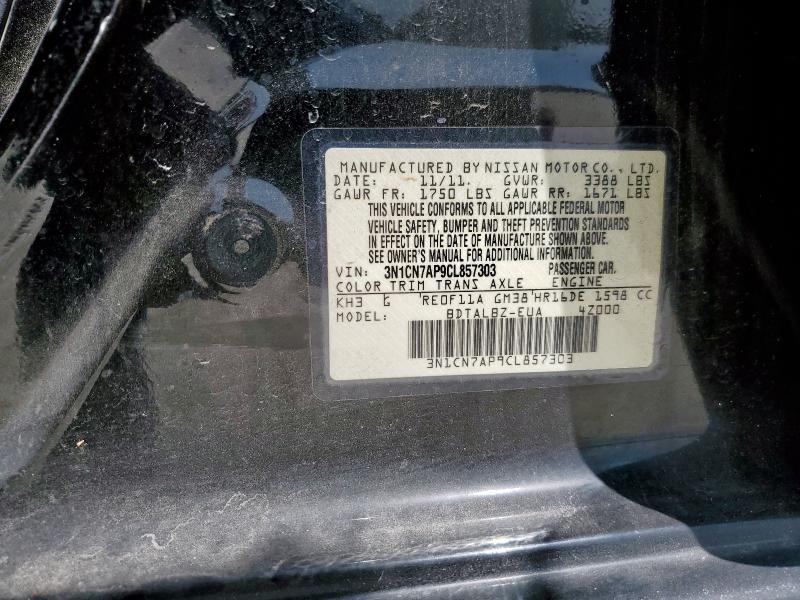 MANUFACTURED BY NISSAN MOTOR CO., LTD.
DATE: 11/11. GVWR: 3388 LBS
GAWR FR: 1750 LBS GAWR RR: 1671 LBS
THIS VEHICLE CONFORMS TO ALL APPLICABLE FEDERAL MOTOR
VEHICLE SAFETY, BUMPER AND THEFT PREVENTION STANDARDS
IN EFFECT ON THE DATE OF MANUFACTURE SHOWN ABOVE.
SEE OWNER'S MANUAL FOR ADDITIONAL INFORMATION.
VIN: 3N1CN7AP9CL857303 PASSENGER CAR.
COLOR TRIM TRANS AXLE ENGINE
KH3 G RE0F11A GM38 HR16DE 1598 CC
MODEL: BDTALBZ-EUA 4Z000
3N1CN7AP9CL857303